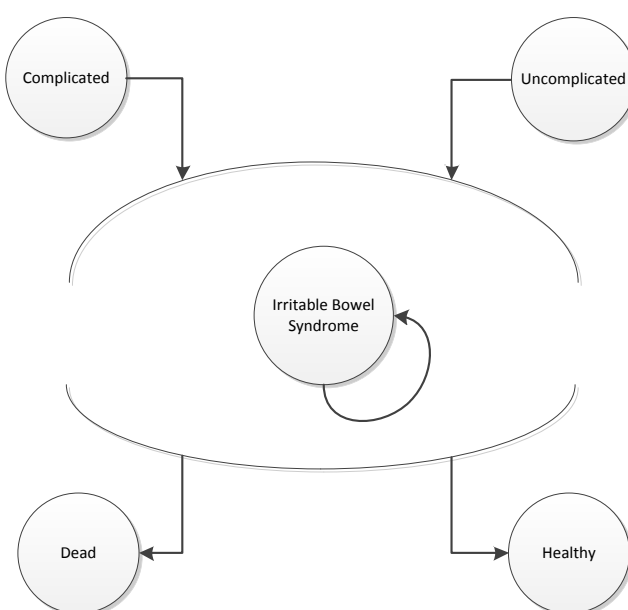 Complicated
Uncomplicated
Irritable Bowel
Syndrome
Dead
Healthy